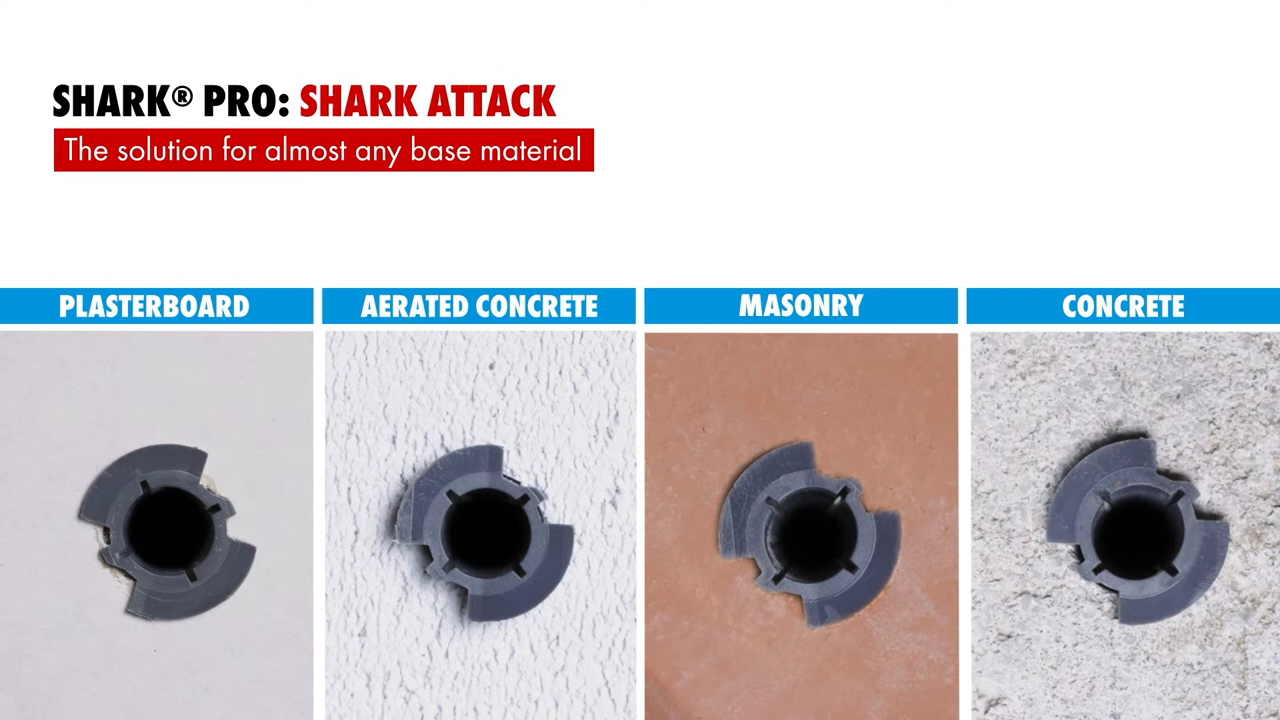 SHARK® PRO: SHARK ATTACK
The solution for almost any base material
PLASTERBOARD
AERATED CONCRETE
MASONRY
CONCRETE